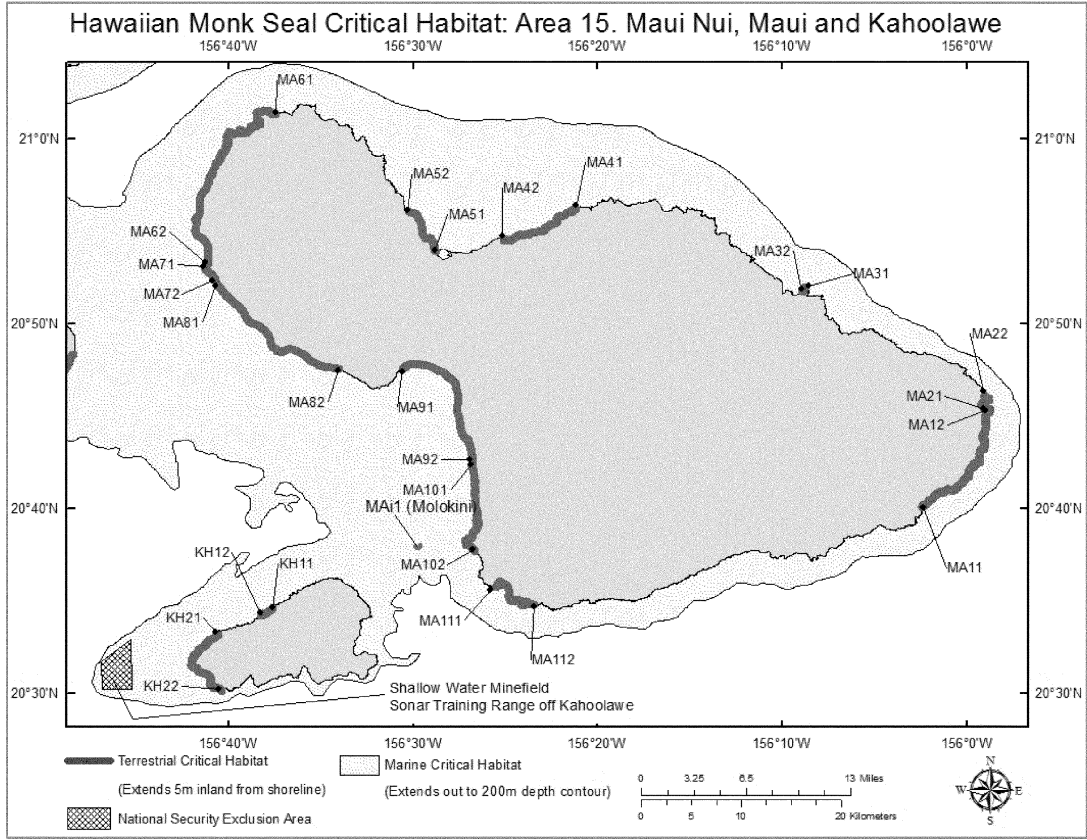 Hawaiian Monk Seal Critical Habitat: Area 15. Maui Nui, Maui and Kahoolawe
156°40'W 156°30'W 156°20'W 156°10'W 156°0'W
MA61
21°0'N 21°0'N
MA41
MA52
MA42
MA51
MA62
MA32
MA71
MA31
MA72
MA81
20°50'N 20°50'N
MA22
MA21
MA82
MA91
MA12
MA92
MA101
MAi1 (Molokini)
20°40'N 20°40'N
KH12
KH11
MA102
MA11
KH21
MA111
MA112
KH22
20°30'N 20°30'N
Shallow Water Minefield
Sonar Training Range off Kahoolawe
156°40'W 156°30'W 156°20'W 156°10'W 156°0'W
Terrestrial Critical Habitat
(Extends 5m inland from shoreline)
National Security Exclusion Area
Marine Critical Habitat
(Extends out to 200m depth contour)
0 3.25 6.5 13 Miles
0 5 10 20 Kilometers
N
W E
S